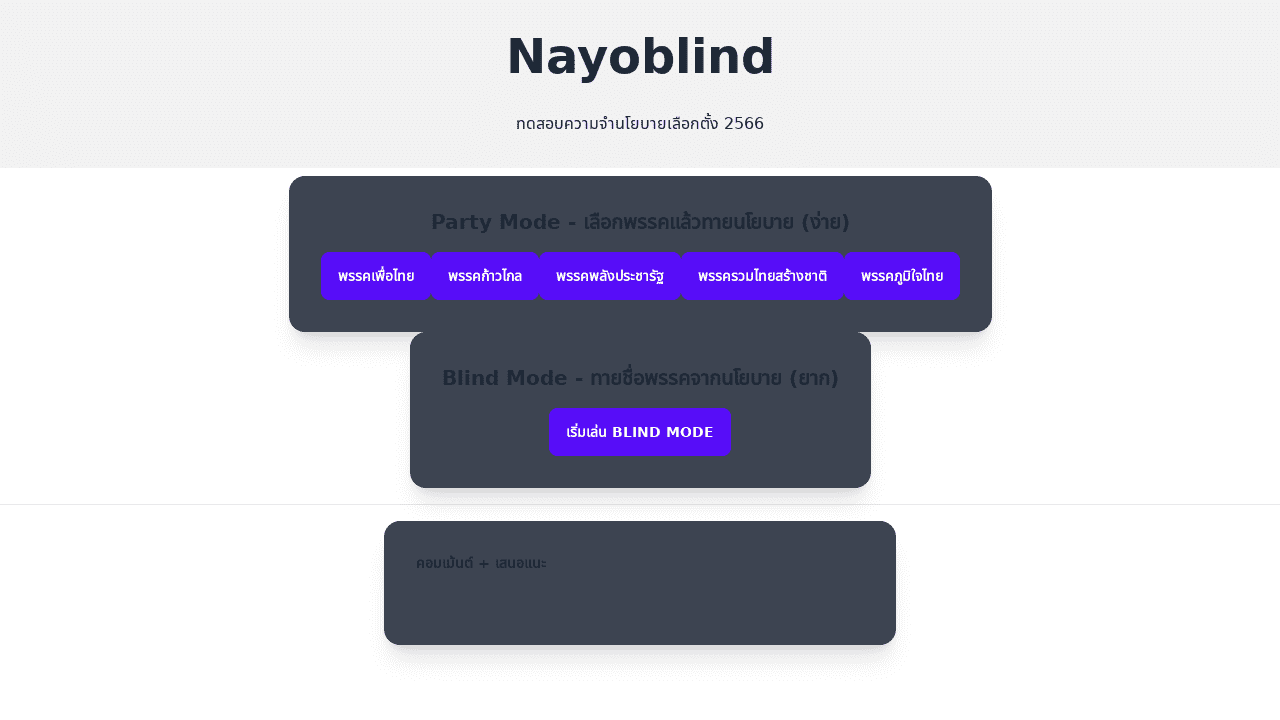 Nayoblind
ทดสอบความจำนโยบายเลือกตั้ง 2566
Party Mode - เลือกพรรคแล้วทายนโยบาย (ง่าย)
พรรคเพื่อไทย
พรรคก้าวไกล
พรรคพลังประชารัฐ
พรรครวมไทยสร้างชาติ
พรรคภูมิใจไทย
Blind Mode - ทายชื่อพรรคจากนโยบาย (ยาก)
เริ่มเล่น BLIND MODE
คอมเม้นต์ + เสนอแนะ